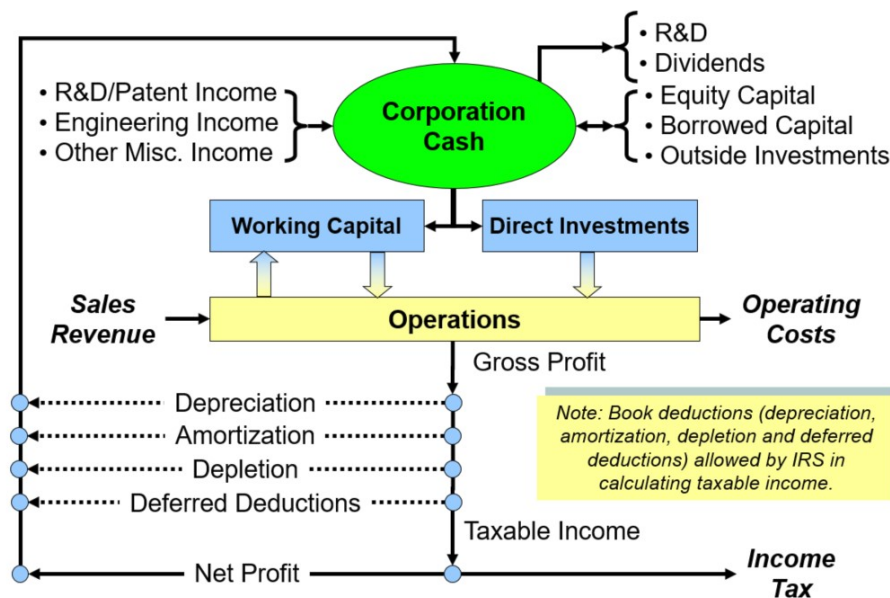 • R&D
• Dividends
• R&D/Patent Income
• Engineering Income
• Other Misc. Income
Corporation
Cash
• Equity Capital
• Borrowed Capital
• Outside Investments
Working Capital
Direct Investments
Sales
Revenue
Operations
Operating
Costs
Gross Profit
Depreciation
Amortization
Depletion
Deferred Deductions
Note: Book deductions (depreciation,
amortization, depletion and deferred
deductions) allowed by IRS in
calculating taxable income.
Taxable Income
Net Profit
Income
Tax